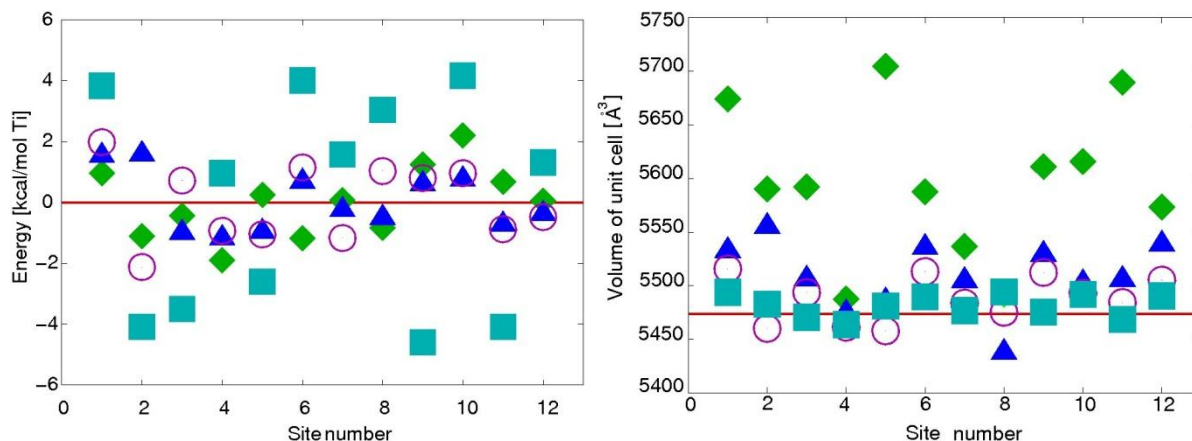 6
4
2
0
−2
−4
−6
0 2 4 6 8 10 12
Site number
Energy [kcal/mol Ti]
5750
5700
5650
5600
5550
5500
5450
5400
0 2 4 6 8 10 12
Site number
Volume of unit cell [Å³]